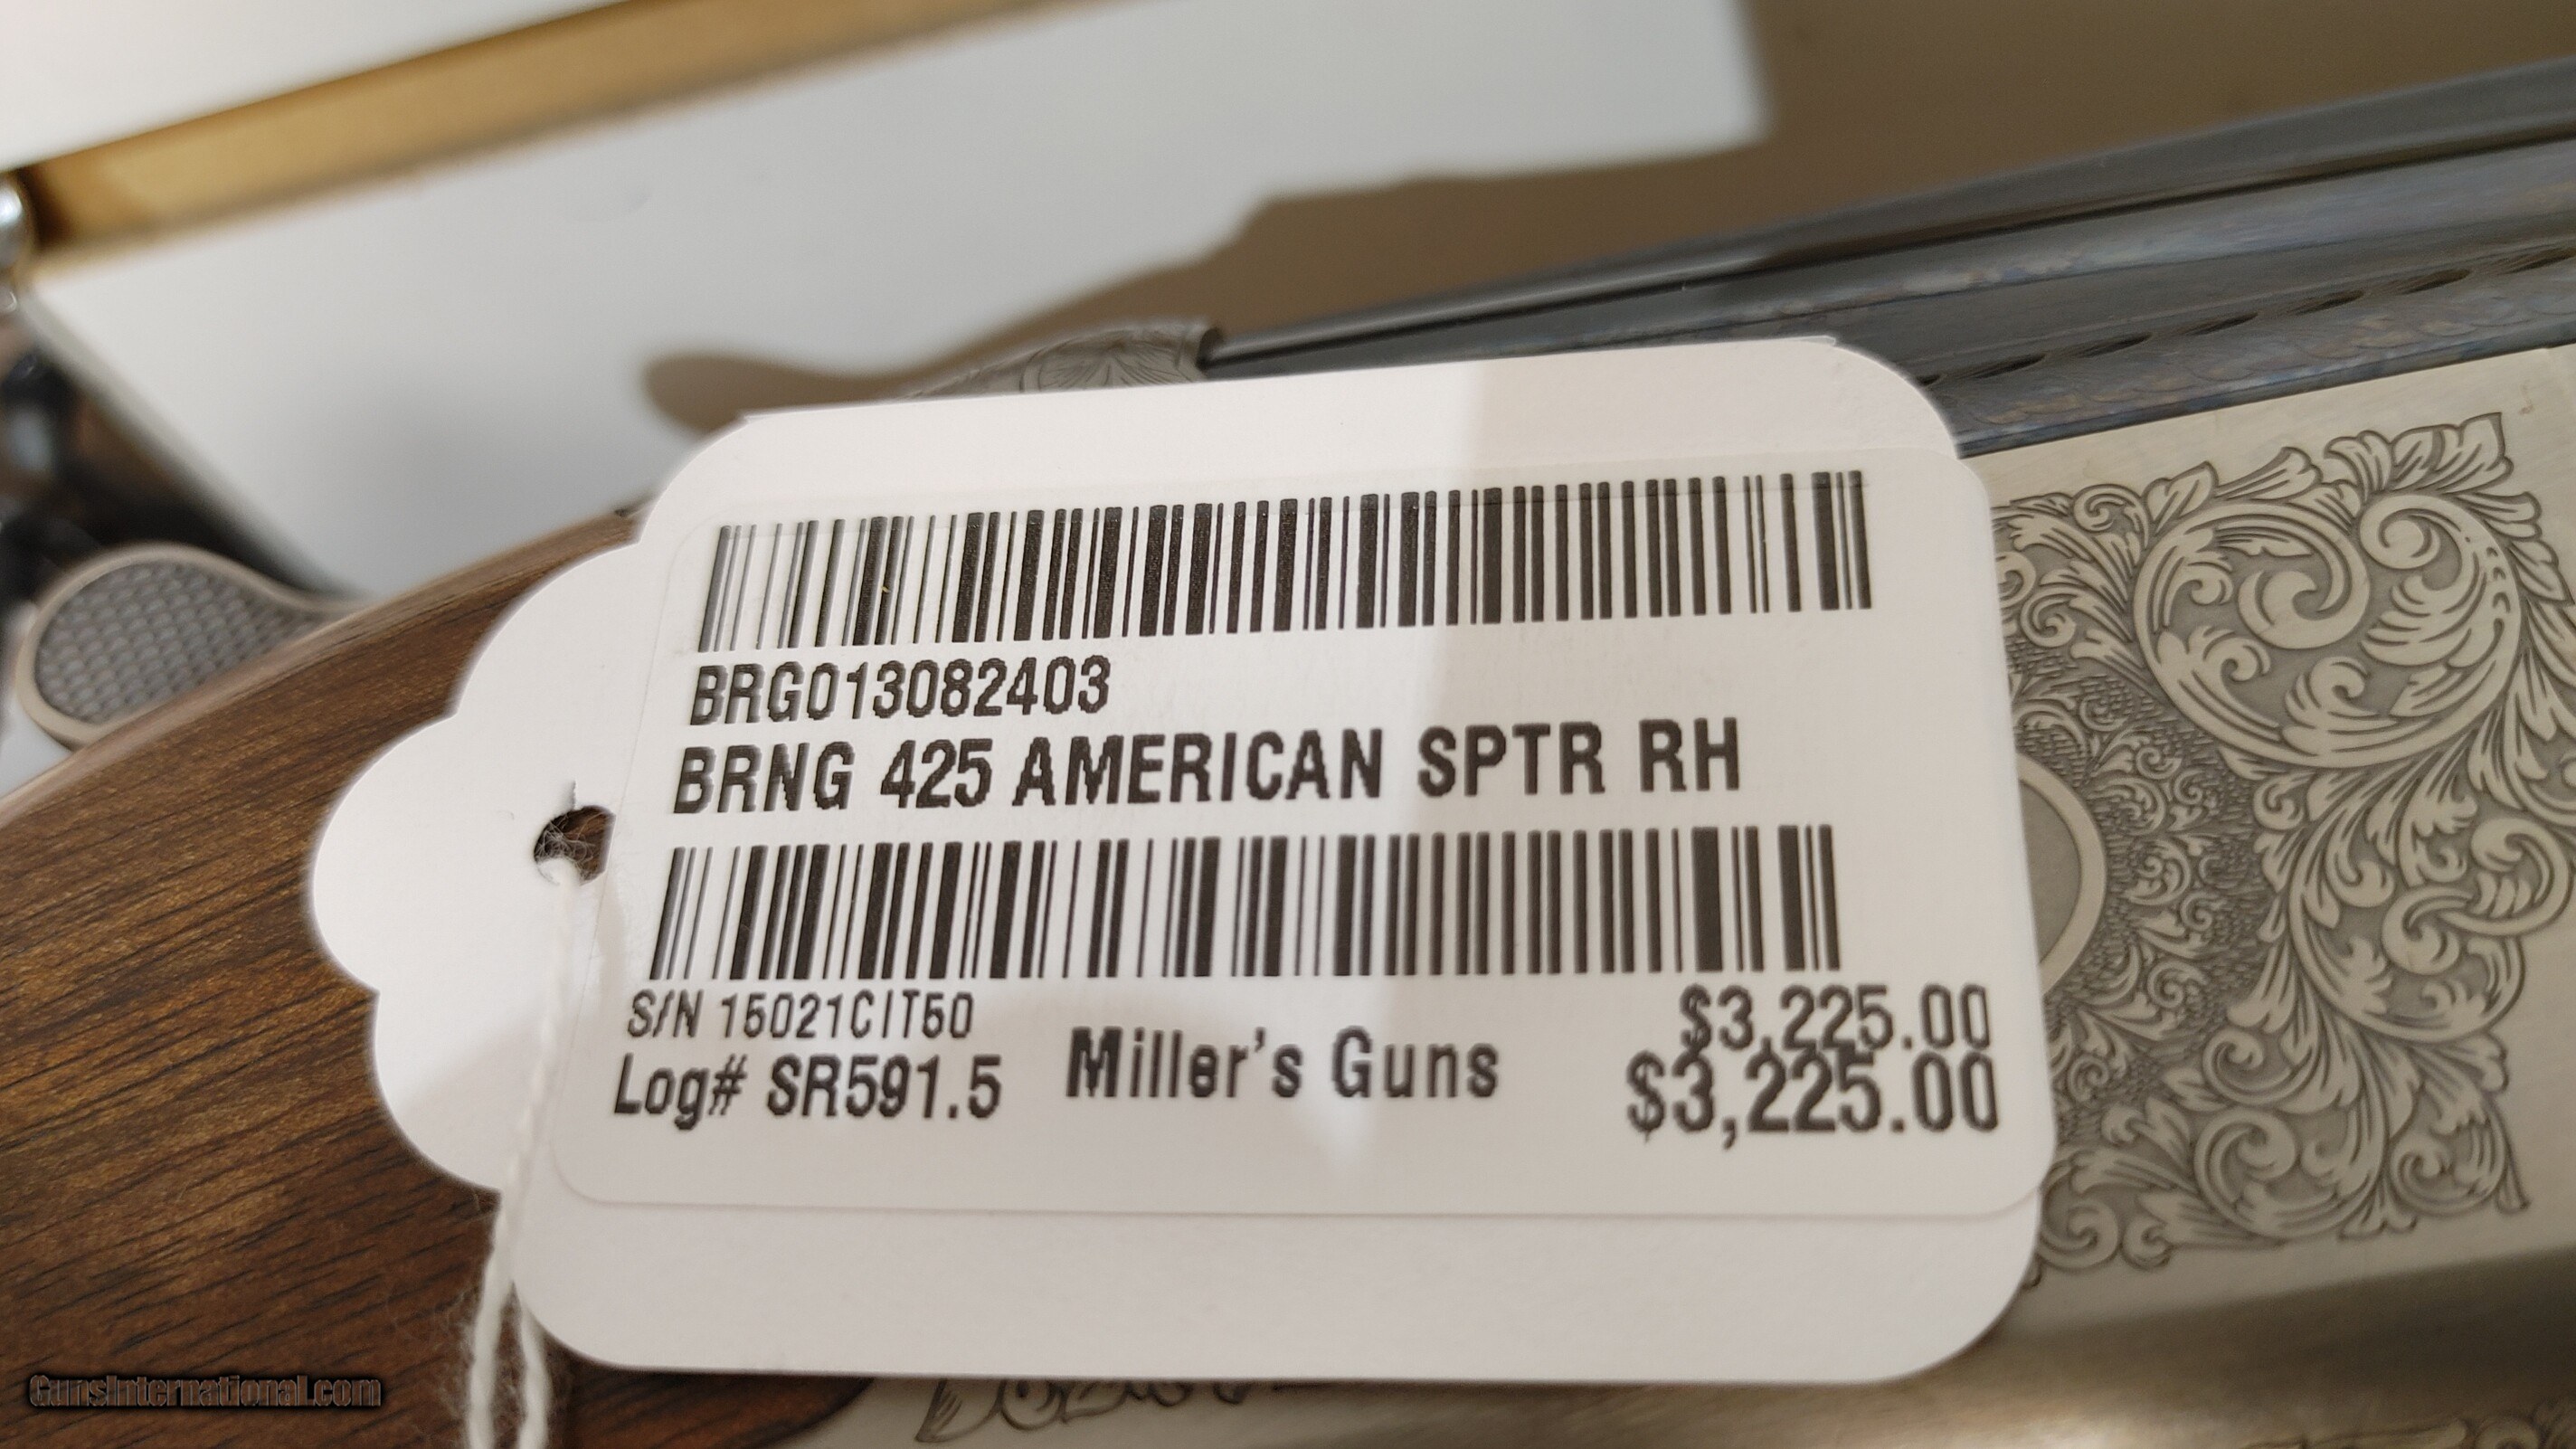 BRG013082403
BRNG 425 AMERICAN SPTR RH
S/N 15021CIT50
$3,225.00
Log# SR591.5
Miller's Guns
$3,225.00
GunsInternational.com